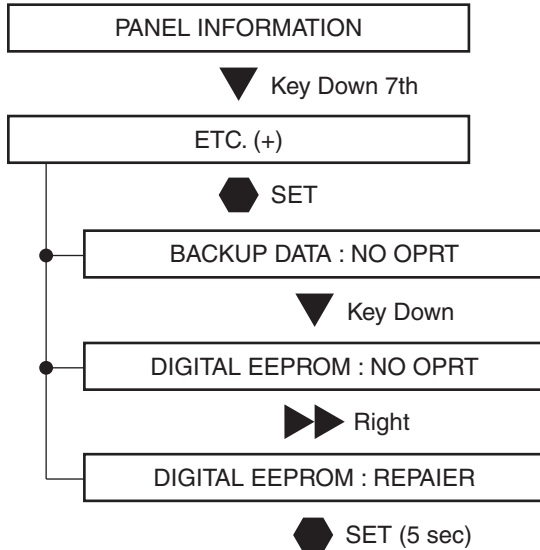 PANEL INFORMATION
Key Down 7th
ETC. (+)
SET
BACKUP DATA : NO OPRT
Key Down
DIGITAL EEPROM : NO OPRT
Right
DIGITAL EEPROM : REPAIER
SET (5 sec)